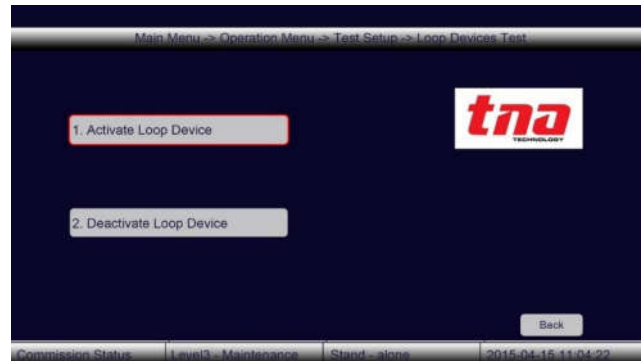 Main Menu -> Operation Menu -> Test Setup -> Loop Devices Test
1. Activate Loop Device
tna
TECHNOLOGY
2. Deactivate Loop Device
Back
Commission Status Level3 - Maintenance Stand - alone 2015-04-15 11:04:22